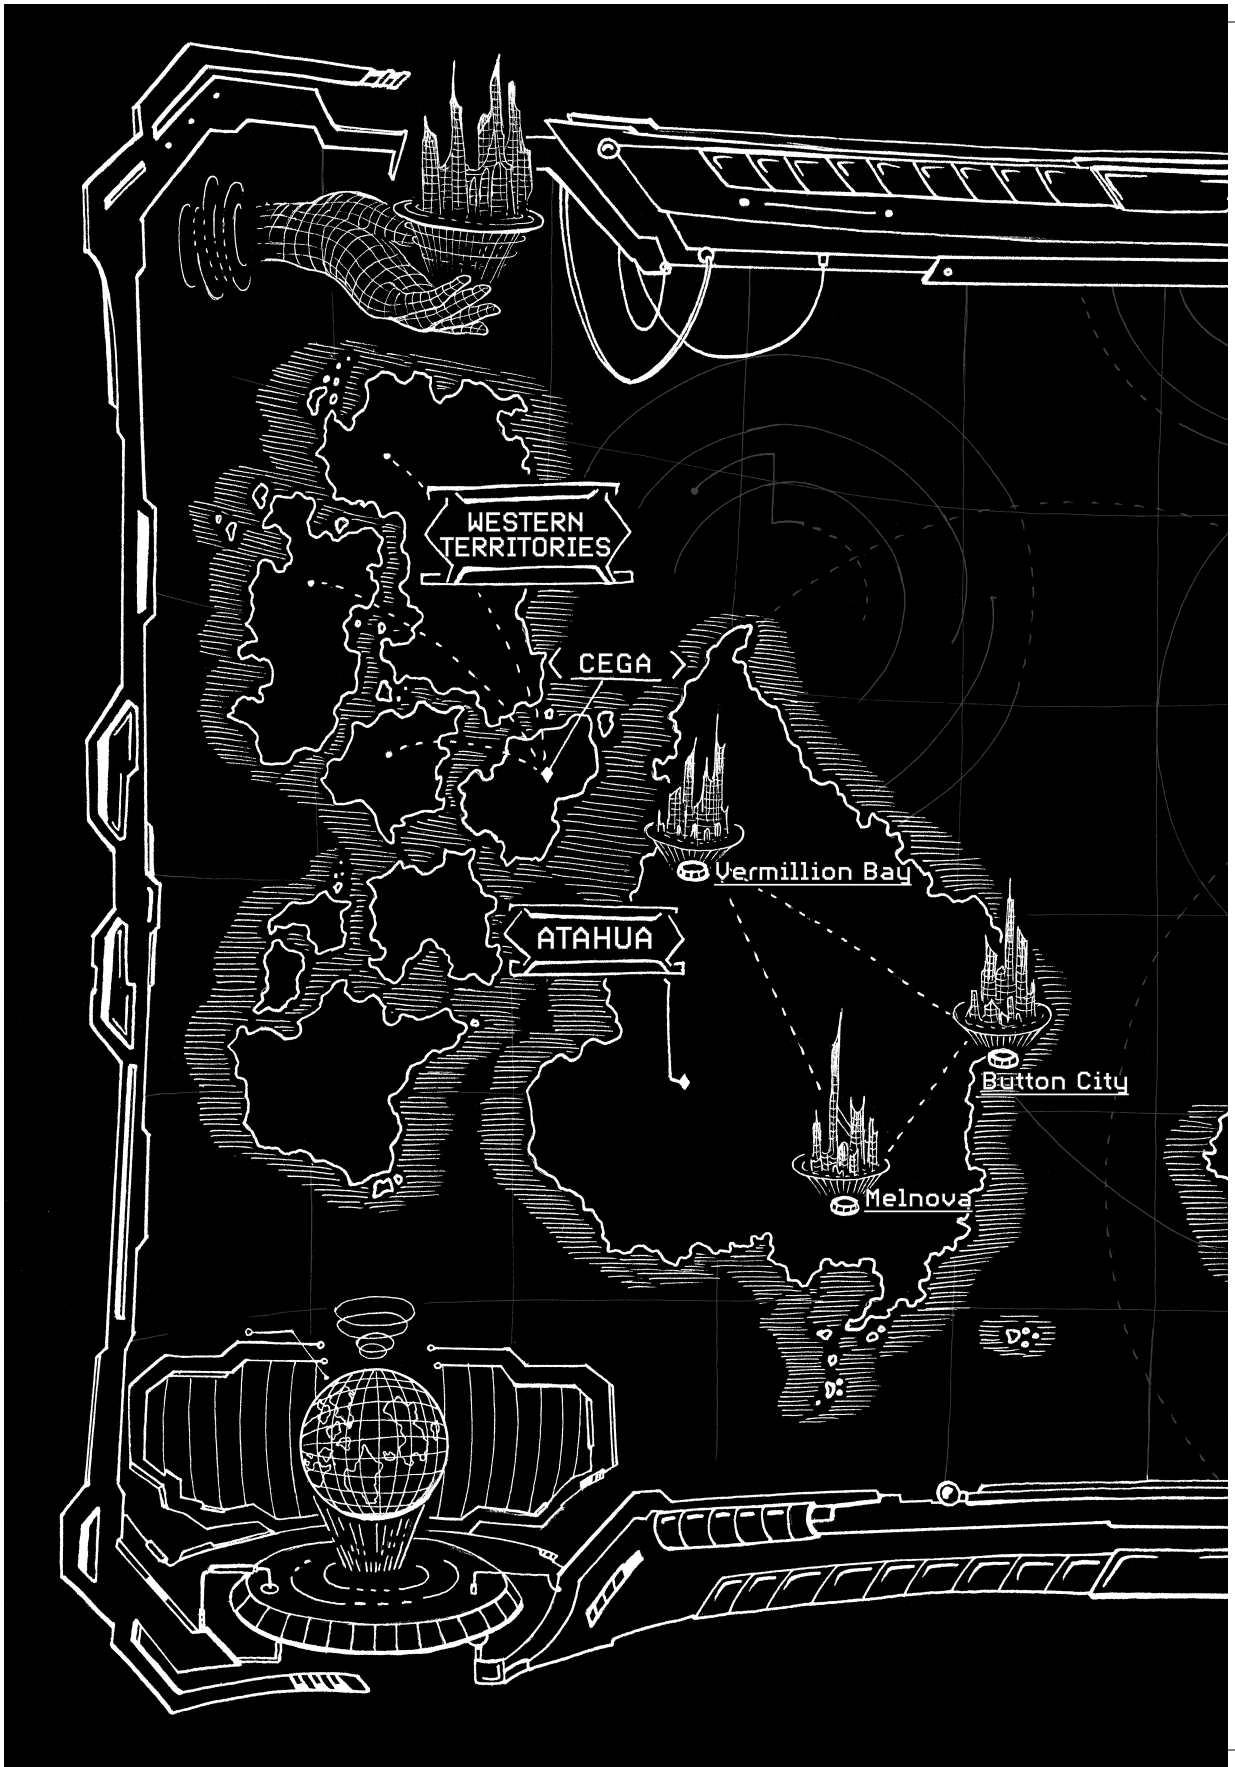 WESTERN
TERRITORIES
CEGA
Vermillion Bay
ATAHUA
Button City
Melnova